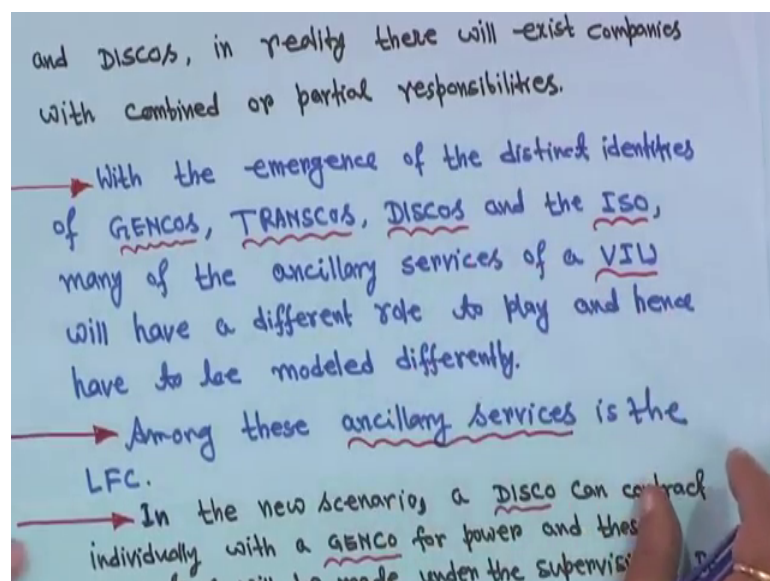 and DISCOs, in reality there will exist companies
with combined or partial responsibilities.
With the emergence of the distinct identities
of GENCOs, TRANSCOs, DISCOs and the ISO,
many of the ancillary services of a VIU
will have a different role to play and hence
have to be modeled differently.
Among these ancillary services is the
LFC.
In the new scenario, a DISCO can contract
individually with a GENCO for power and these
made under the